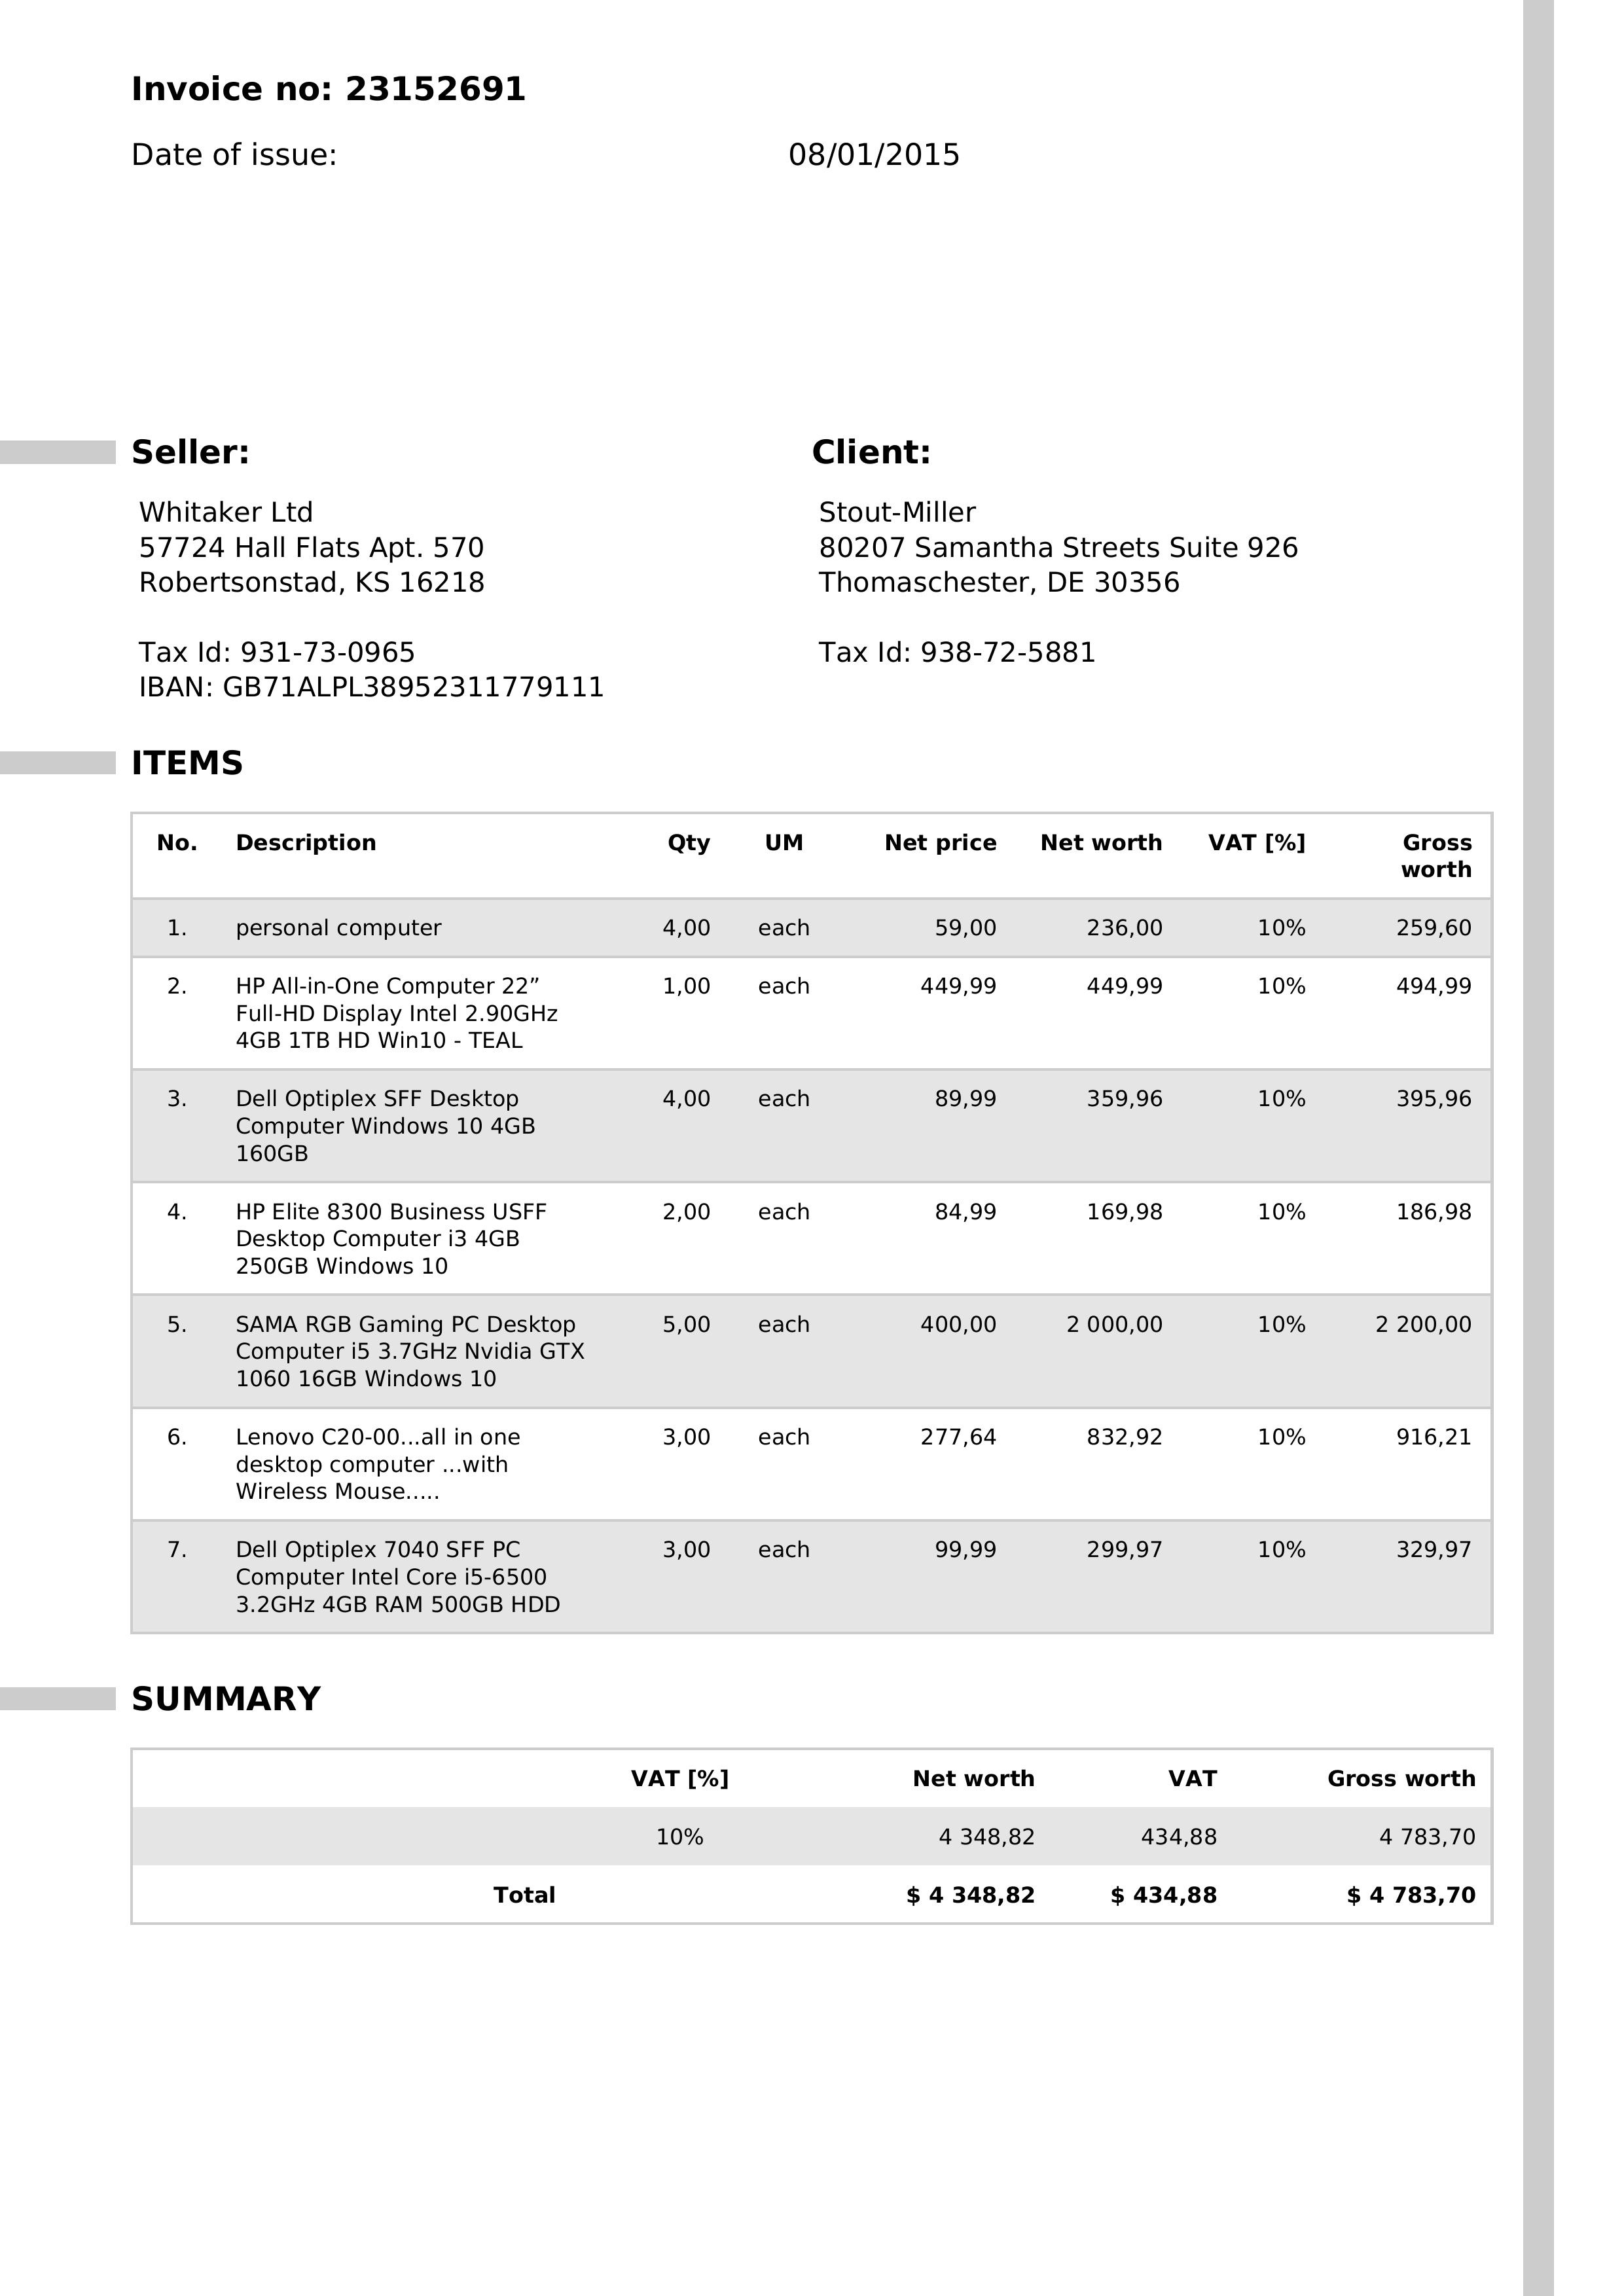 Invoice no: 23152691
Date of issue: 08/01/2015
Seller:
Whitaker Ltd
57724 Hall Flats Apt. 570
Robertsonstad, KS 16218
Tax Id: 931-73-0965
IBAN: GB71ALPL38952311779111
Client:
Stout-Miller
80207 Samantha Streets Suite 926
Thomaschester, DE 30356
Tax Id: 938-72-5881
ITEMS
No. Description Qty UM Net price Net worth VAT [%] Gross
worth
1. personal computer 4,00 each 59,00 236,00 10% 259,60
2. HP All-in-One Computer 22” 1,00 each 449,99 449,99 10% 494,99
Full-HD Display Intel 2.90GHz
4GB 1TB HD Win10 - TEAL
3. Dell Optiplex SFF Desktop 4,00 each 89,99 359,96 10% 395,96
Computer Windows 10 4GB
160GB
4. HP Elite 8300 Business USFF 2,00 each 84,99 169,98 10% 186,98
Desktop Computer i3 4GB
250GB Windows 10
5. SAMA RGB Gaming PC Desktop 5,00 each 400,00 2 000,00 10% 2 200,00
Computer i5 3.7GHz Nvidia GTX
1060 16GB Windows 10
6. Lenovo C20-00...all in one 3,00 each 277,64 832,92 10% 916,21
desktop computer ...with
Wireless Mouse.....
7. Dell Optiplex 7040 SFF PC 3,00 each 99,99 299,97 10% 329,97
Computer Intel Core i5-6500
3.2GHz 4GB RAM 500GB HDD
SUMMARY
VAT [%] Net worth VAT Gross worth
10% 4 348,82 434,88 4 783,70
Total $ 4 348,82 $ 434,88 $ 4 783,70